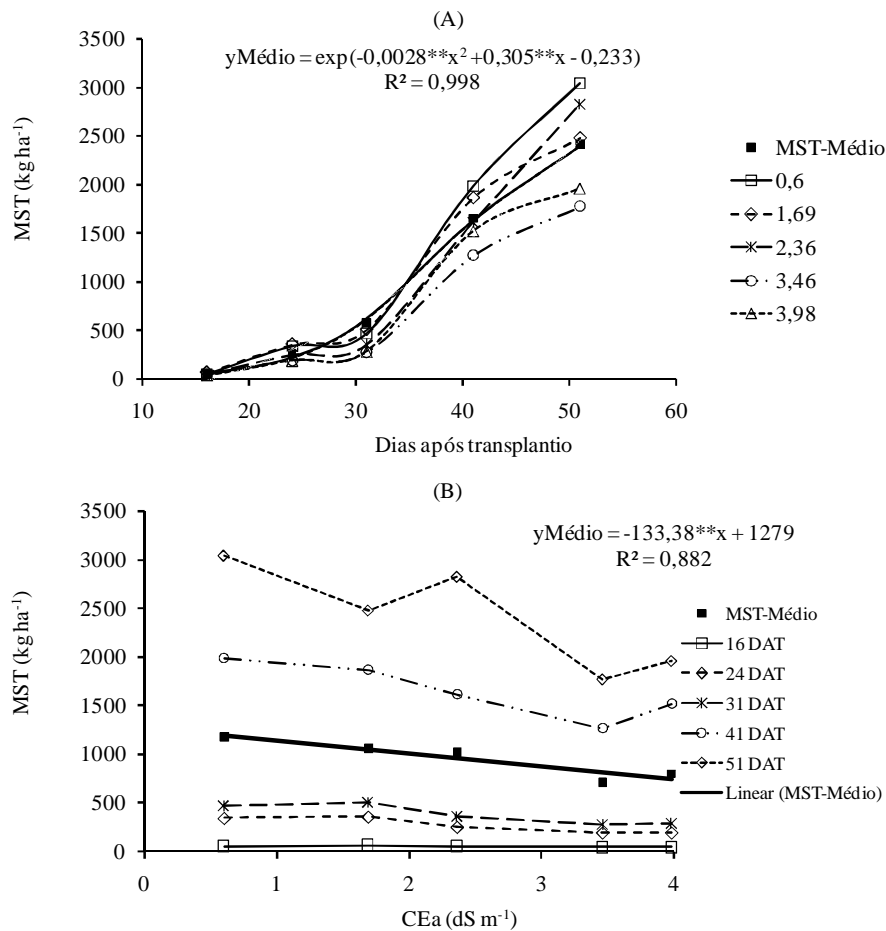 (A)
3500
3000
2500
2000
1500
1000
500
0
MST (kg ha-1)
yMédio = exp(-0,0028**x² + 0,305**x - 0,233)
R² = 0,998
10 20 30 40 50 60
Dias após transplantio
MST-Médio
0,6
1,69
2,36
3,46
3,98
(B)
3500
3000
2500
2000
1500
1000
500
0
MST (kg ha-1)
yMédio = -133,38**x + 1279
R² = 0,882
MST-Médio
16 DAT
24 DAT
31 DAT
41 DAT
51 DAT
Linear (MST-Médio)
0 1 2 3 4
CEa (dS m-1)